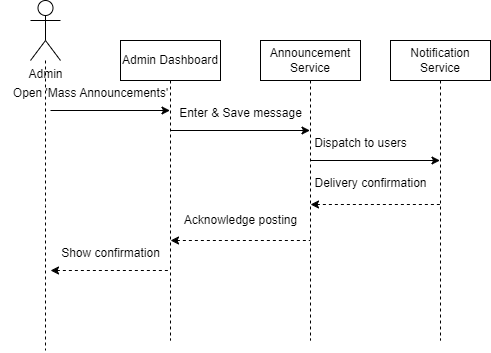 Admin
Admin Dashboard
Announcement
Service
Notification
Service
Open 'Mass Announcements'
Enter & Save message
Dispatch to users
Delivery confirmation
Acknowledge posting
Show confirmation